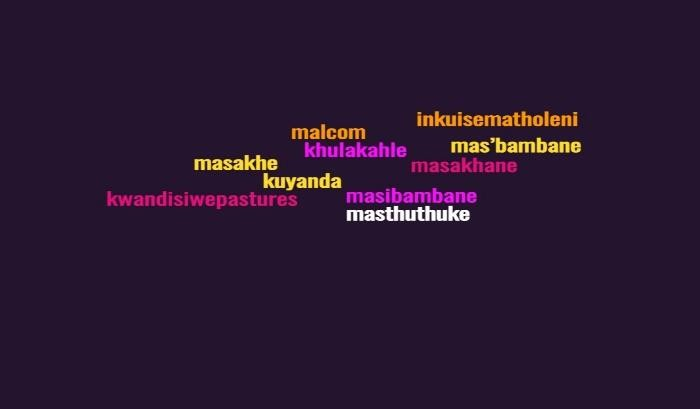 inkuisematholeni
malcom
mas'bambane
khulakahle
masakhe
masakhane
kuyanda
masibambane
kwandisiwepastures
masthuthuke